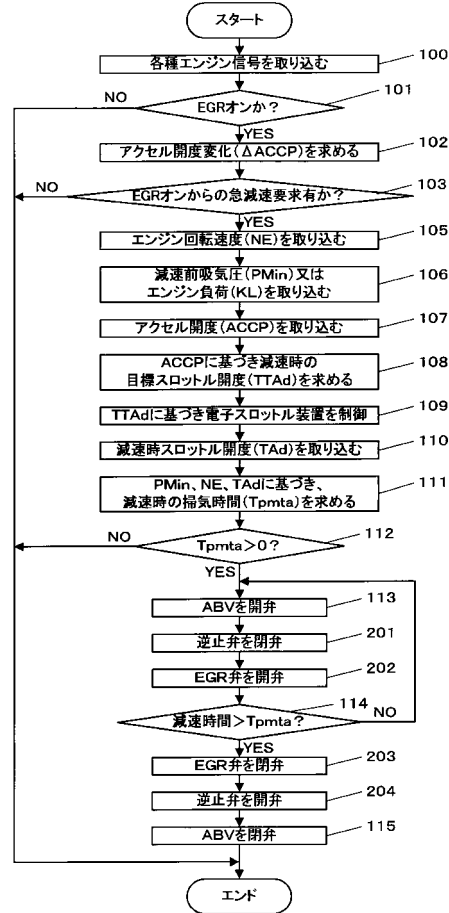 スタート
各種エンジン信号を取り込む
100
EGRオンか?
101
NO
YES
アクセル開度変化(ΔACCP)を求める
102
EGRオンからの急減速要求有か?
103
NO
YES
エンジン回転速度(NE)を取り込む
105
減速前吸気圧(PMin)又は
エンジン負荷(KL)を取り込む
106
アクセル開度(ACCP)を取り込む
107
ACCPに基づき減速時の
目標スロットル開度(TTAd)を求める
108
TTAdに基づき電子スロットル装置を制御
109
減速時スロットル開度(TAd)を取り込む
110
PMin、NE、TAdに基づき、
減速時の掃気時間(Tpmta)を求める
111
Tpmta>0?
112
NO
YES
ABVを開弁
113
逆止弁を閉弁
201
EGR弁を開弁
202
減速時間>Tpmta?
114
NO
YES
EGR弁を閉弁
203
逆止弁を開弁
204
ABVを閉弁
115
エンド